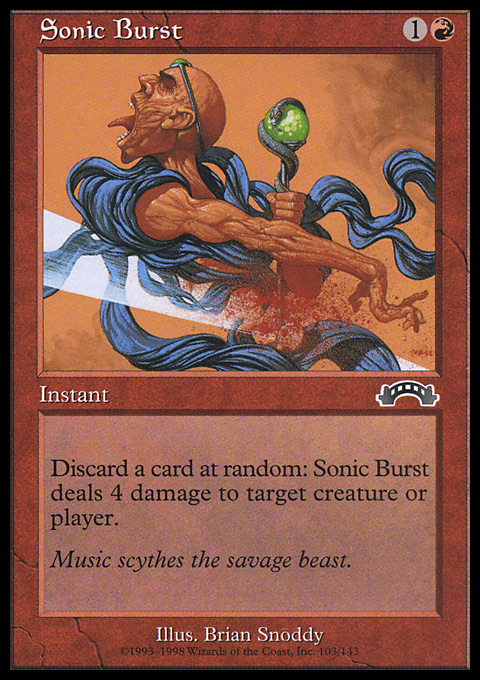 Sonic Burst 1
Instant
Discard a card at random: Sonic Burst
deals 4 damage to target creature or
player.
Music scythes the savage beast.
Illus. Brian Snoddy
©1993–1998 Wizards of the Coast, Inc. 103/143